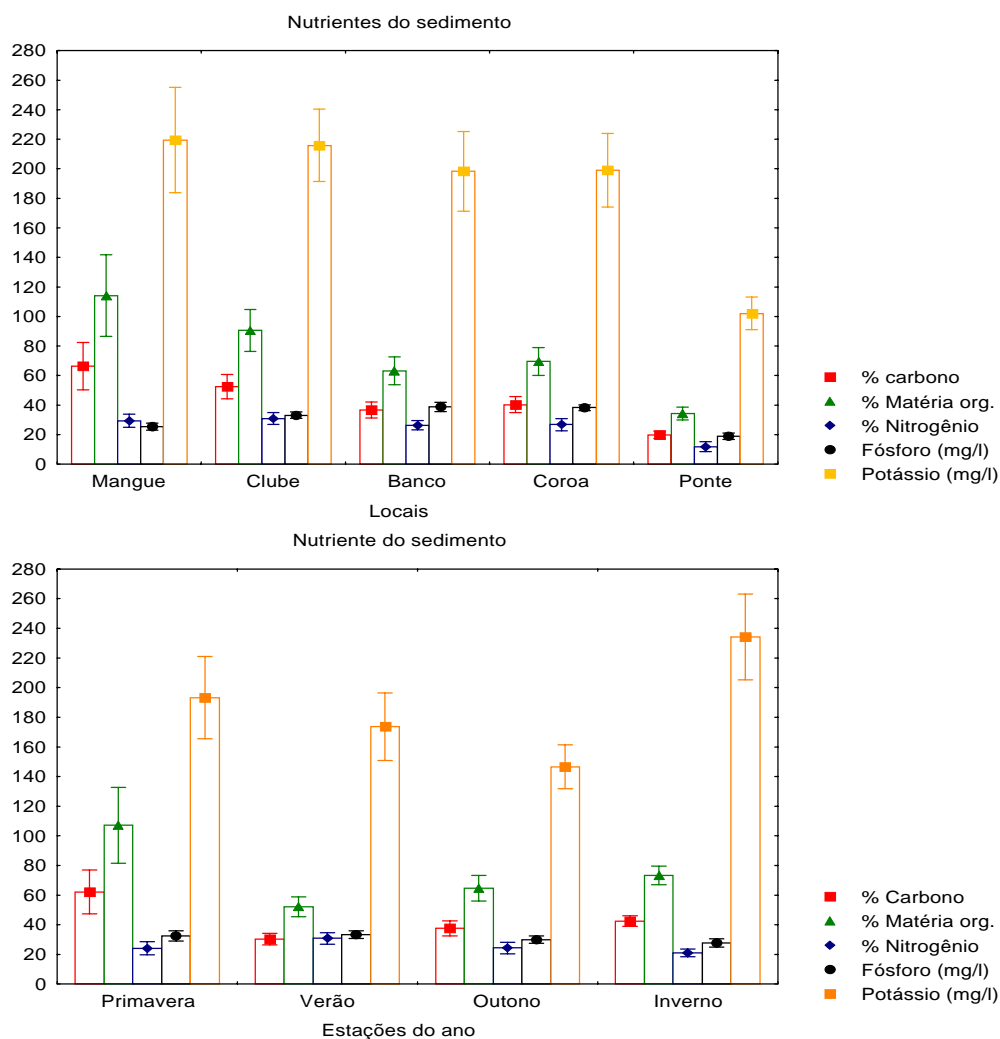 Nutrientes do sedimento
280
260
240
220
200
180
160
140
120
100
80
60
40
20
0
Mangue Clube Banco Coroa Ponte
Locais
% carbono
% Matéria org.
% Nitrogênio
Fósforo (mg/l)
Potássio (mg/l)
Nutriente do sedimento
280
260
240
220
200
180
160
140
120
100
80
60
40
20
0
Primavera Verão Outono Inverno
Estações do ano
% Carbono
% Matéria org.
% Nitrogênio
Fósforo (mg/l)
Potássio (mg/l)